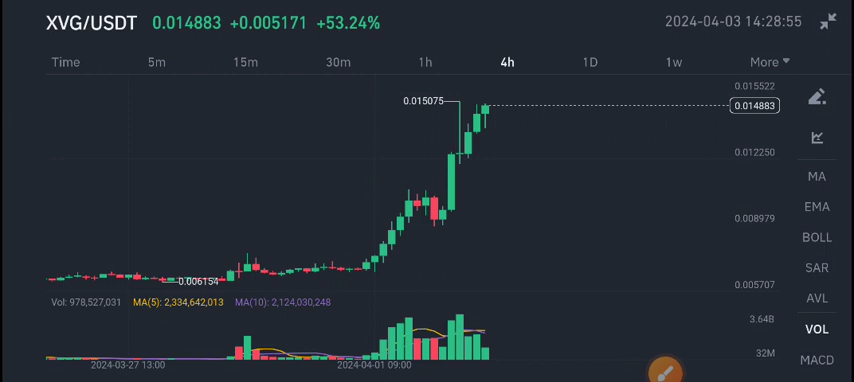 XVG/USDT 0.014883 +0.005171 +53.24% 2024-04-03 14:28:55
Time 5m 15m 30m 1h 4h 1D 1w More
0.015522
0.015075
0.014883
0.012250
MA
EMA
0.008979
BOLL
SAR
0.006154
0.005707
AVL
Vol: 978,527,031 MA(5): 2,334,642,013 MA(10): 2,124,030,248
3.64B
VOL
32M
MACD
2024-03-27 13:00 2024-04-01 09:00